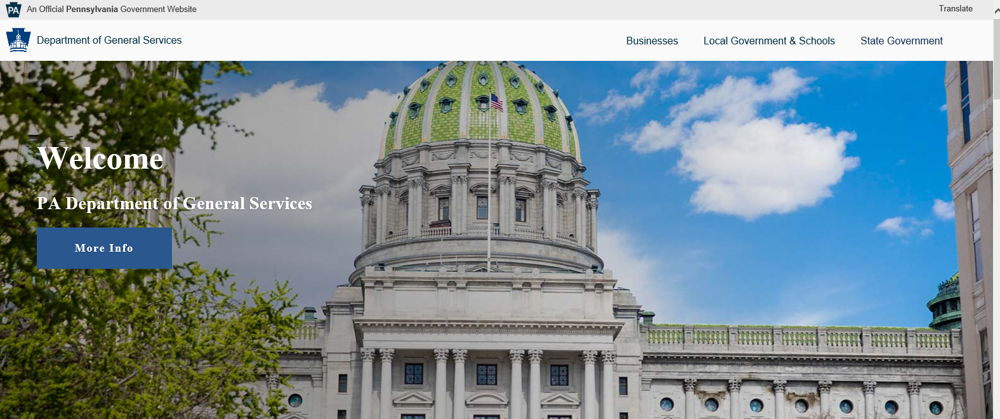 PA An Official Pennsylvania Government Website
Translate
Department of General Services
Businesses
Local Government & Schools
State Government
Welcome
PA Department of General Services
More Info